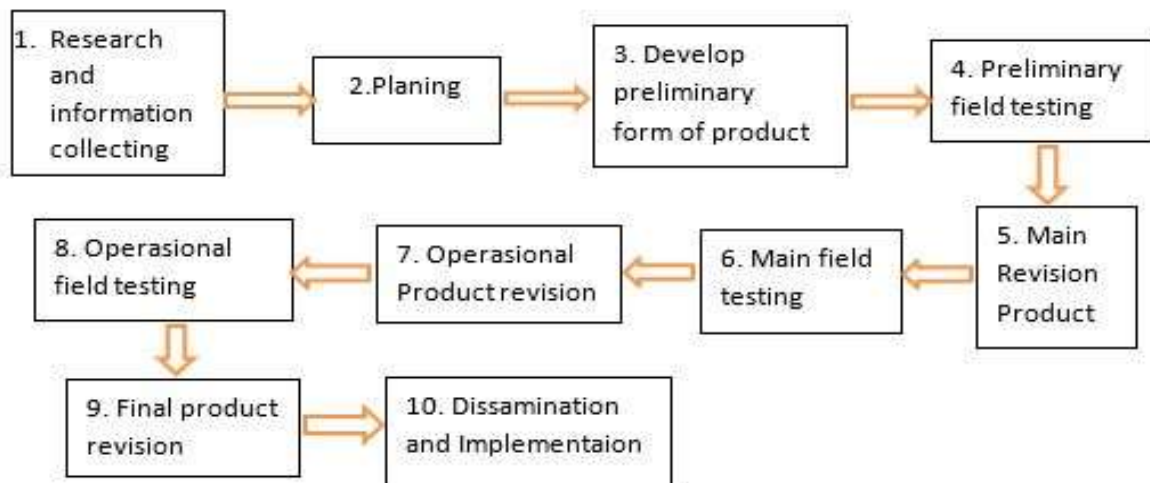 1. Research
and
information
collecting
2.Planing
3. Develop
preliminary
form of product
4. Preliminary
field testing
5. Main
Revision
Product
6. Main field
testing
7. Operasional
Product revision
8. Operasional
field testing
9. Final product
revision
10. Dissamination
and Implementaion